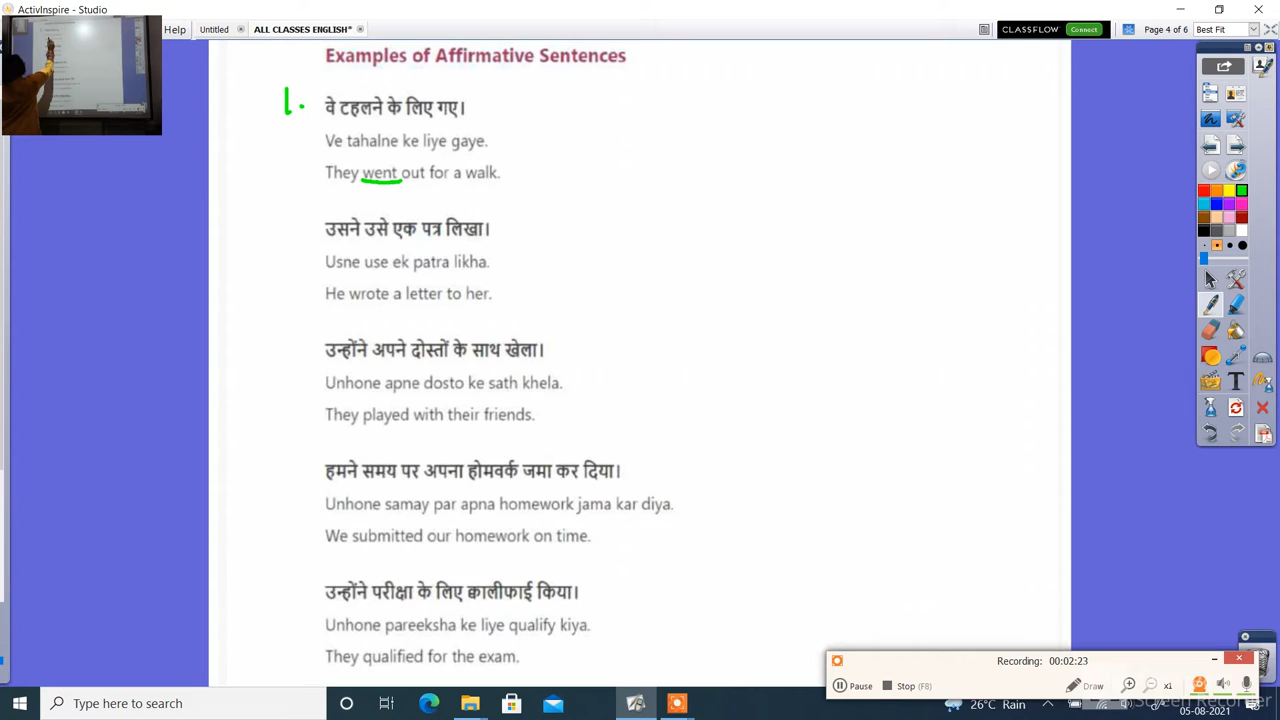 ActivInspire - Studio
Help
Untitled
ALL CLASSES ENGLISH*
CLASSFLOW
Connect
Page 4 of 6
Best Fit
Examples of Affirmative Sentences
1.
वे टहलने के लिए गए।
Ve tahalne ke liye gaye.
They went out for a walk.
उसने उसे एक पत्र लिखा।
Usne use ek patra likha.
He wrote a letter to her.
उन्होंने अपने दोस्तों के साथ खेला।
Unhone apne dosto ke sath khela.
They played with their friends.
हमने समय पर अपना होमवर्क जमा कर दिया।
Unhone samay par apna homework jama kar diya.
We submitted our homework on time.
उन्होंने परीक्षा के लिए क्वालीफाई किया।
Unhone pareeksha ke liye qualify kiya.
They qualified for the exam.
Recording: 00:02:23
Pause
Stop (F8)
Draw
x1
Screen Recorder
Type here to search
26°C Rain
05-08-2021